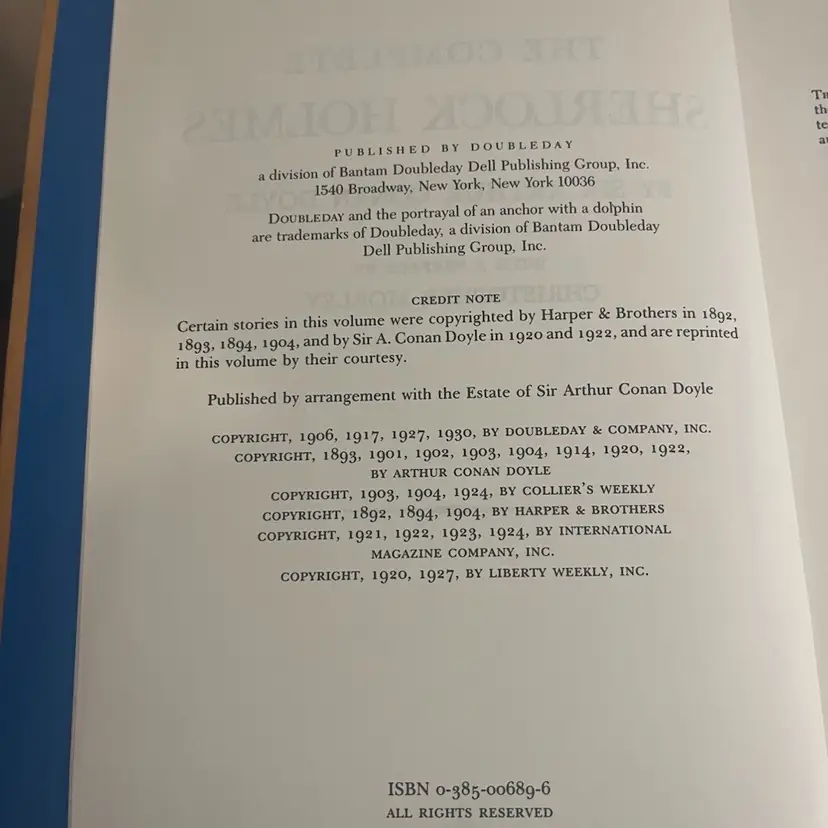 PUBLISHED BY DOUBLEDAY
a division of Bantam Doubleday Dell Publishing Group, Inc.
1540 Broadway, New York, New York 10036
DOUBLEDAY and the portrayal of an anchor with a dolphin
are trademarks of Doubleday, a division of Bantam Doubleday
Dell Publishing Group, Inc.
CREDIT NOTE
Certain stories in this volume were copyrighted by Harper & Brothers in 1892,
1893, 1894, 1904, and by Sir A. Conan Doyle in 1920 and 1922, and are reprinted
in this volume by their courtesy.
Published by arrangement with the Estate of Sir Arthur Conan Doyle
COPYRIGHT, 1906, 1917, 1927, 1930, BY DOUBLEDAY & COMPANY, INC.
COPYRIGHT, 1893, 1901, 1902, 1903, 1904, 1914, 1920, 1922,
BY ARTHUR CONAN DOYLE
COPYRIGHT, 1903, 1904, 1924, BY COLLIER'S WEEKLY
COPYRIGHT, 1892, 1894, 1904, BY HARPER & BROTHERS
COPYRIGHT, 1921, 1922, 1923, 1924, BY INTERNATIONAL
MAGAZINE COMPANY, INC.
COPYRIGHT, 1920, 1927, BY LIBERTY WEEKLY, INC.
ISBN 0-385-00689-6
ALL RIGHTS RESERVED